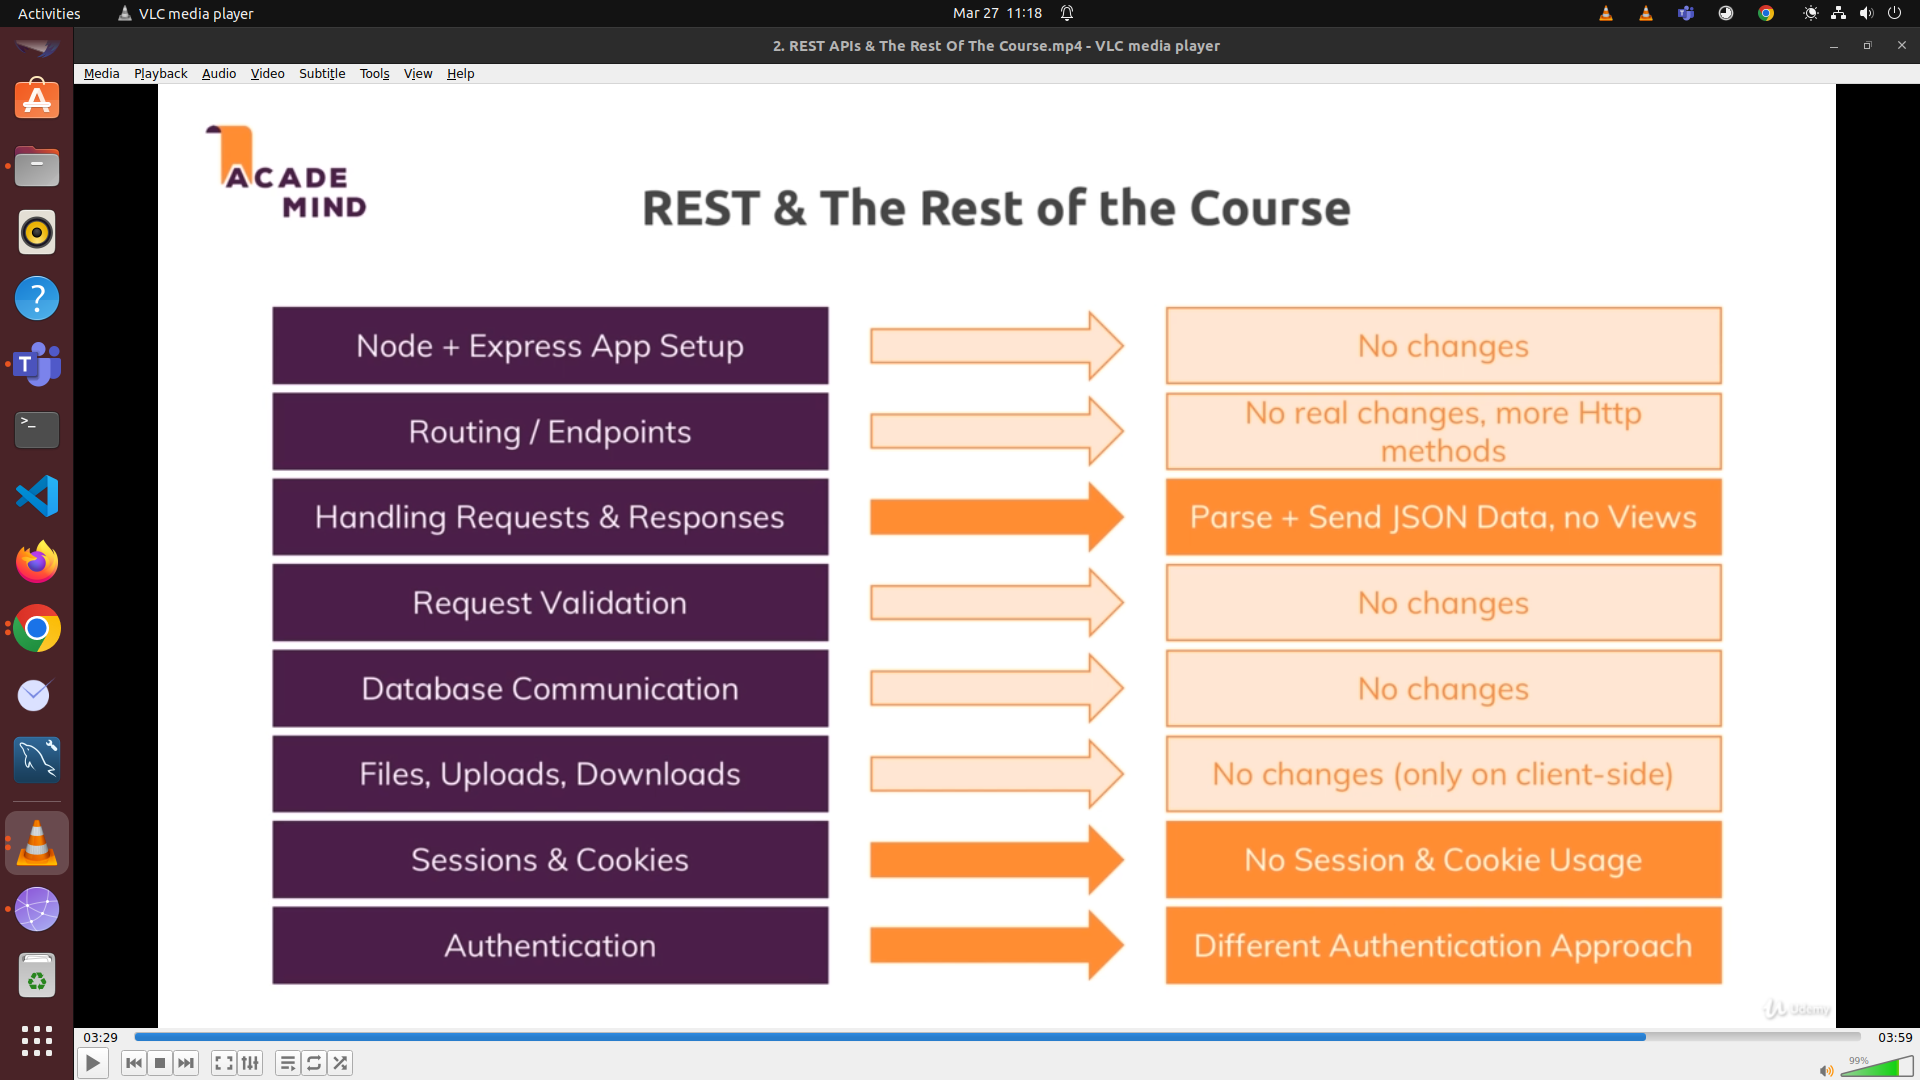 Activities
VLC media player
Mar 27 11:18
2. REST APIs & The Rest Of The Course.mp4 - VLC media player
Media Playback Audio Video Subtitle Tools View Help
ACADE
MIND
REST & The Rest of the Course
Node + Express App Setup
No changes
Routing / Endpoints
No real changes, more Http
methods
Handling Requests & Responses
Parse + Send JSON Data, no Views
Request Validation
No changes
Database Communication
No changes
Files, Uploads, Downloads
No changes (only on client-side)
Sessions & Cookies
No Session & Cookie Usage
Authentication
Different Authentication Approach
Udemy
03:29
03:59
99%